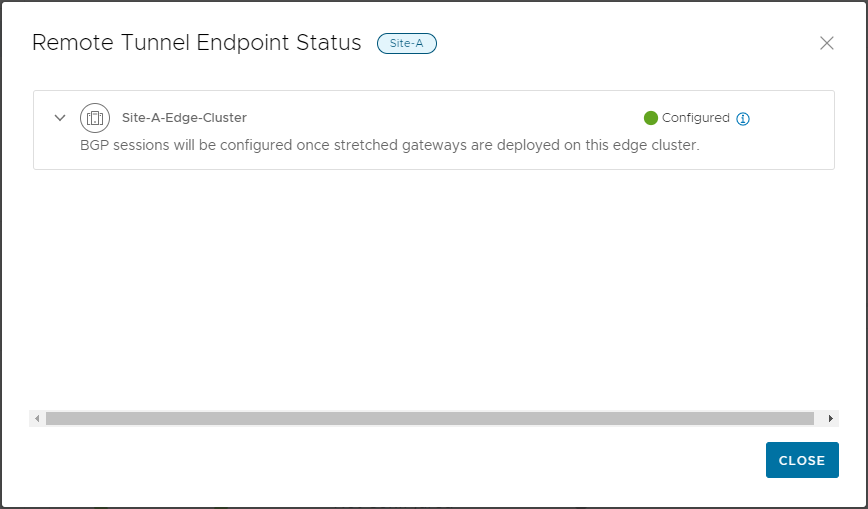 Remote Tunnel Endpoint Status Site-A
Site-A-Edge-Cluster Configured
BGP sessions will be configured once stretched gateways are deployed on this edge cluster.
CLOSE